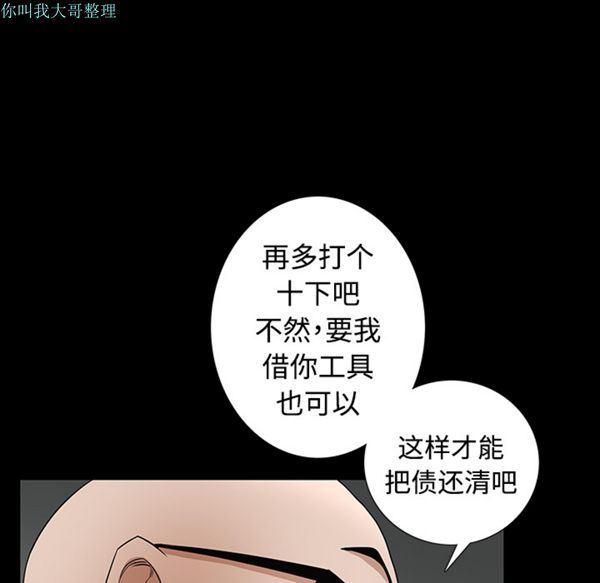 你叫我大哥整理
再多打个
十下吧
不然,要我
借你工具
也可以
这样才能
把债还清吧